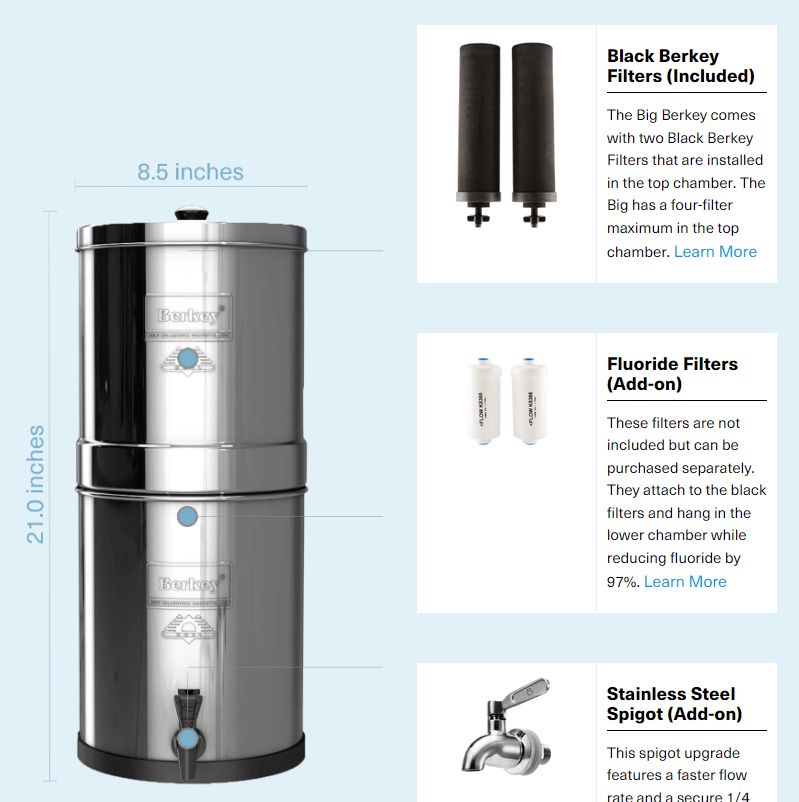 8.5 inches
21.0 inches
Berkey®
Berkey®
Black Berkey
Filters (Included)
The Big Berkey comes
with two Black Berkey
Filters that are installed
in the top chamber. The
Big has a four-filter
maximum in the top
chamber. Learn More
Fluoride Filters
(Add-on)
These filters are not
included but can be
purchased separately.
They attach to the black
filters and hang in the
lower chamber while
reducing fluoride by
97%. Learn More
Stainless Steel
Spigot (Add-on)
This spigot upgrade
features a faster flow
rate and a secure 1/4